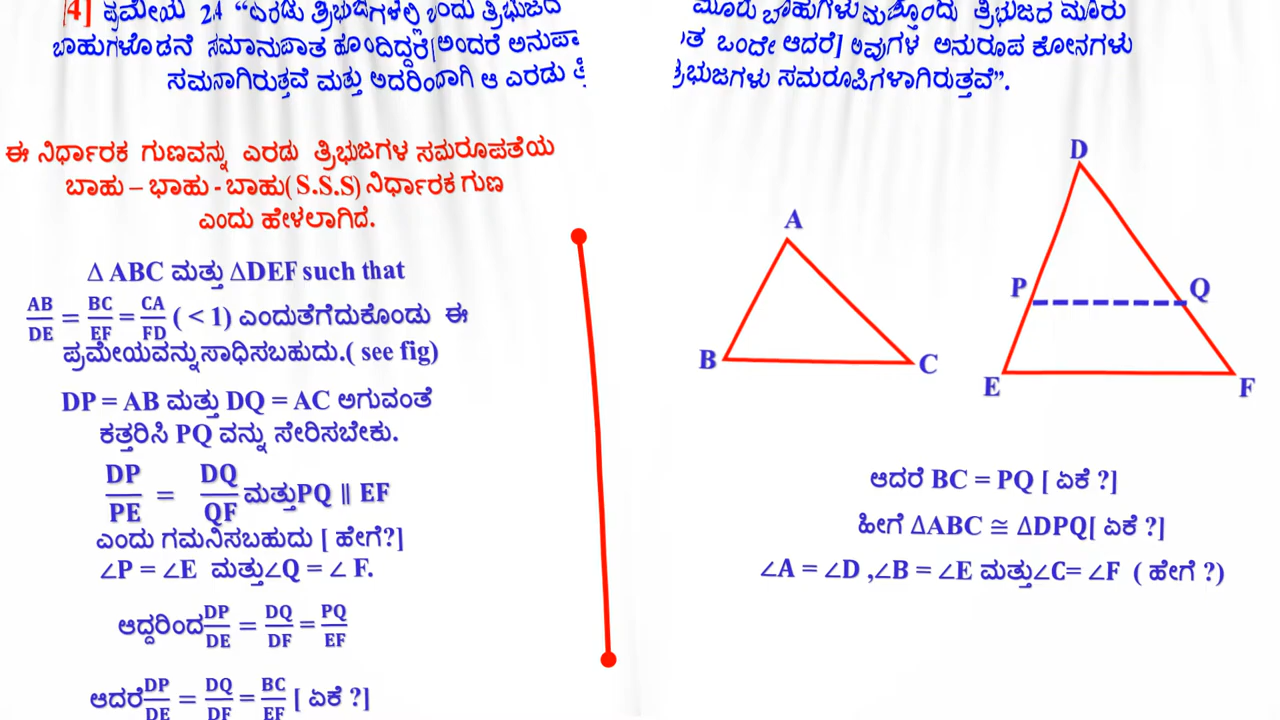 [4] ಪ್ರಮೇಯ 2.4 “ಎರಡು ತ್ರಿಭುಜಗಳಲ್ಲಿ ಒಂದು ತ್ರಿಭುಜದ
ಮೂರು ಬಾಹುಗಳು ಮತ್ತೊಂದು ತ್ರಿಭುಜದ ಮೂರು
ಬಾಹುಗಳೊಡನೆ ಸಮಾನುಪಾತ ಹೊಂದಿದ್ದರೆ[ಅಂದರೆ
ಒಂದೇ ಆದರೆ] ಅವುಗಳ ಅನುರೂಪ ಕೋನಗಳು
ಸಮನಾಗಿರುತ್ತವೆ ಮತ್ತು ಅದರಿಂದಾಗಿ ಆ ಎರಡು
ತ್ರಿಭುಜಗಳು ಸಮರೂಪಿಗಳಾಗಿರುತ್ತವೆ”.
ಈ ನಿರ್ಧಾರಕ ಗುಣವನ್ನು ಎರಡು ತ್ರಿಭುಜಗಳ ಸಮರೂಪತೆಯ
ಬಾಹು – ಭಾಹು - ಬಾಹು( S.S.S) ನಿರ್ಧಾರಕ ಗುಣ
ಎಂದು ಹೇಳಲಾಗಿದೆ.
∆ ABC ಮತ್ತು ∆DEF such that
AB/DE = BC/EF = CA/FD ( < 1) ಎಂದುತೆಗೆದುಕೊಂಡು ಈ
ಪ್ರಮೇಯವನ್ನು ಸಾಧಿಸಬಹುದು.( see fig)
DP = AB ಮತ್ತು DQ = AC ಅಗುವಂತೆ
ಕತ್ತರಿಸಿ PQ ವನ್ನು ಸೇರಿಸಬೇಕು.
DP/PE = DQ/QF ಮತ್ತುPQ ∥ EF
ಎಂದು ಗಮನಿಸಬಹುದು [ ಹೇಗೆ?]
∠P = ∠E ಮತ್ತು∠Q = ∠ F.
ಆದ್ದರಿಂದ DP/DE = DQ/DF = PQ/EF
ಆದರೆ DP/DE = DQ/DF = BC/EF [ ಏಕೆ ?]
A
B
C
D
P
Q
E
F
ಆದರೆ BC = PQ [ ಏಕೆ ?]
ಹೀಗೆ ∆ABC ≅ ∆DPQ[ ಏಕೆ ?]
∠A = ∠D ,∠B = ∠E ಮತ್ತು∠C= ∠F ( ಹೇಗೆ ?)